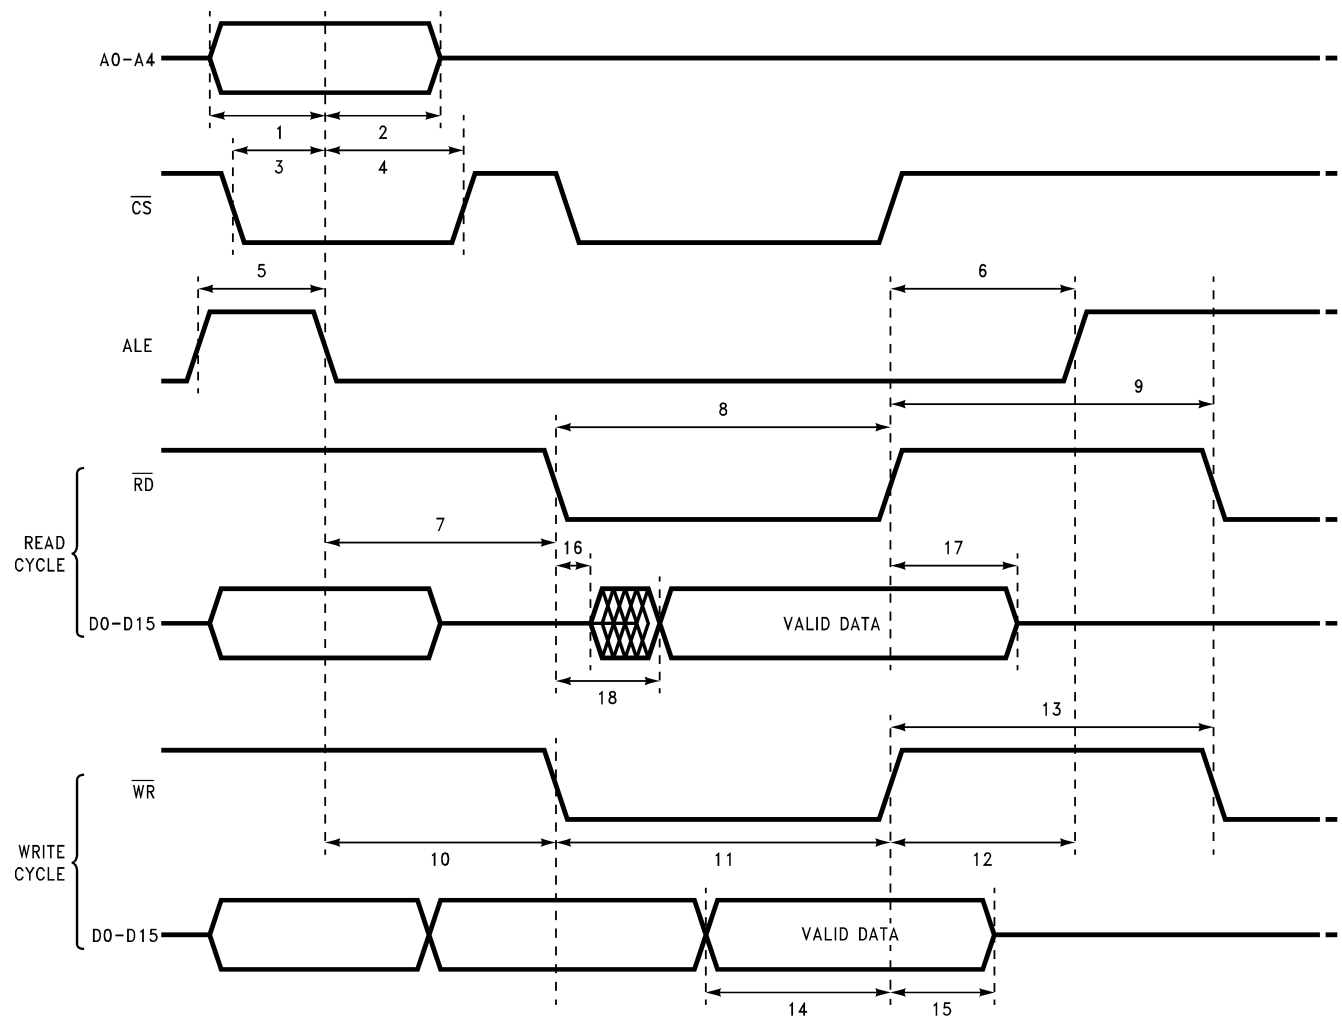 A0-A4
1
2
3
4
CS
5
6
ALE
9
8
RD
7
16
17
READ
CYCLE
D0-D15
VALID DATA
18
13
WR
10
11
12
WRITE
CYCLE
D0-D15
VALID DATA
14
15